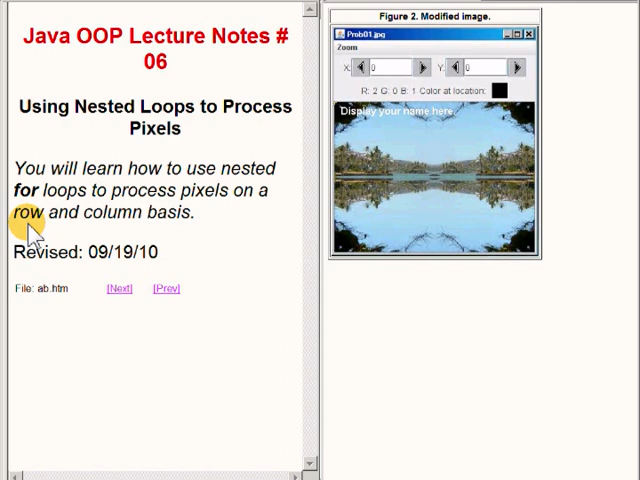 Java OOP Lecture Notes #
06
Using Nested Loops to Process
Pixels
You will learn how to use nested
for loops to process pixels on a
row and column basis.
Revised: 09/19/10
File: ab.htm [Next] [Prev]
Figure 2. Modified image.
Prob01.jpg
Zoom
X: 0 Y: 0
R: 2 G: 0 B: 1 Color at location:
Display your name here.